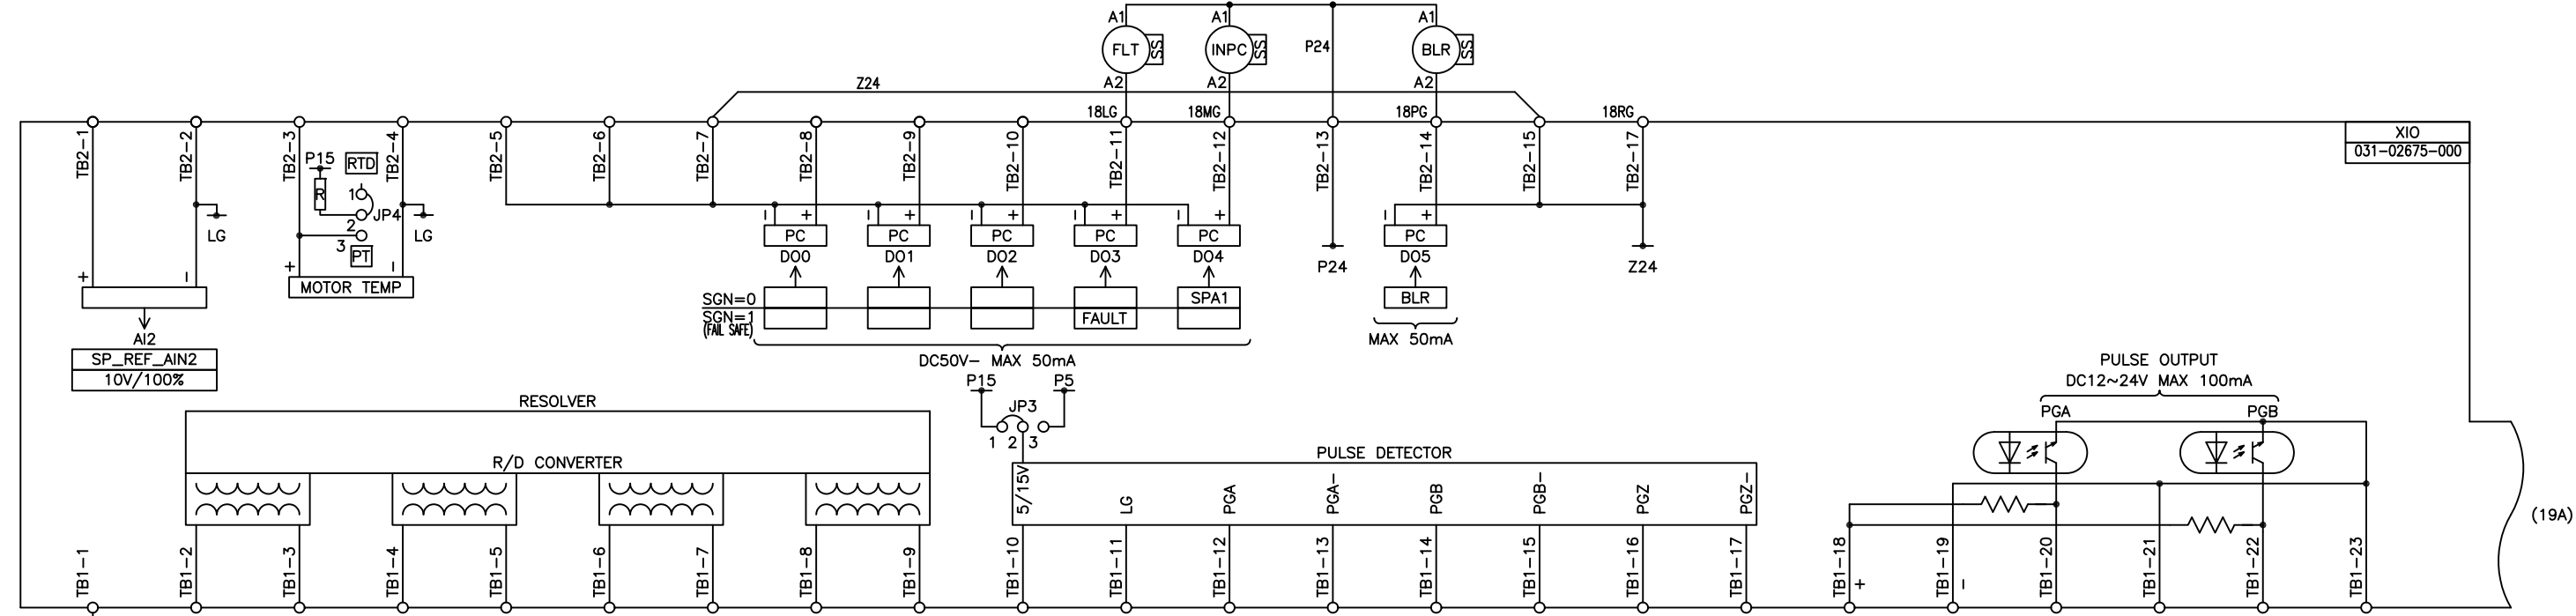 A1 A1 A1
FLT SS INPC SS P24 BLR SS
A2 A2 A2
Z24
18LG 18MG 18PG 18RG
TB2-1 TB2-2 TB2-3 TB2-4 TB2-5 TB2-6 TB2-7 TB2-8 TB2-9 TB2-10 TB2-11 TB2-12 TB2-13 TB2-14 TB2-15 TB2-17
XIO
031-02675-000
P15 RTD
R 1
JP4
2
3
PT
LG LG
+ - + -
MOTOR TEMP
- + - + - + - + - + - +
PC PC PC PC PC PC
DO0 DO1 DO2 DO3 DO4 P24 DO5 Z24
SGN=0 SPA1 BLR
SGN=1 FAULT
(FAIL SAFE)
MAX 50mA
DC50V- MAX 50mA
AI2
SP_REF_AIN2
10V/100%
P15 P5
JP3
1 2 3
RESOLVER
R/D CONVERTER
PULSE DETECTOR
5/15V LG PGA PGA- PGB PGB- PGZ PGZ-
PULSE OUTPUT
DC12~24V MAX 100mA
PGA PGB
(19A)
+ -
TB1-1 TB1-2 TB1-3 TB1-4 TB1-5 TB1-6 TB1-7 TB1-8 TB1-9 TB1-10 TB1-11 TB1-12 TB1-13 TB1-14 TB1-15 TB1-16 TB1-17 TB1-18 TB1-19 TB1-20 TB1-21 TB1-22 TB1-23